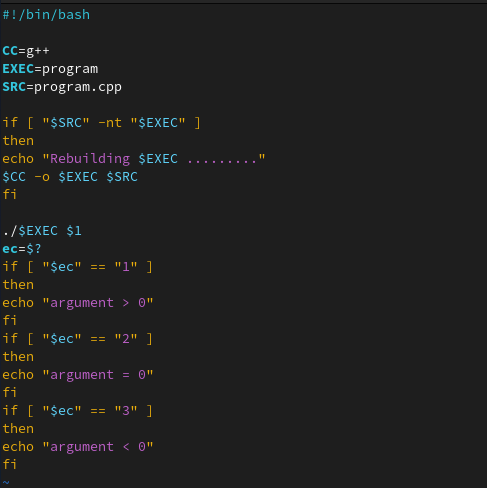 #!/bin/bash
CC=g++
EXEC=program
SRC=program.cpp
if [ "$SRC" -nt "$EXEC" ]
then
echo "Rebuilding $EXEC ........."
$CC -o $EXEC $SRC
fi
./$EXEC $1
ec=$?
if [ "$ec" == "1" ]
then
echo "argument > 0"
fi
if [ "$ec" == "2" ]
then
echo "argument = 0"
fi
if [ "$ec" == "3" ]
then
echo "argument < 0"
fi
~